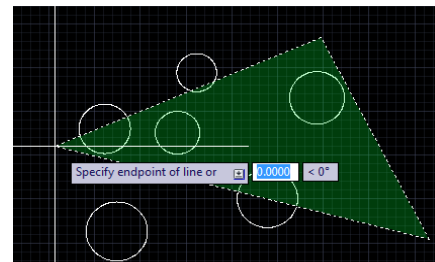 Specify endpoint of line or 0.0000 < 0°